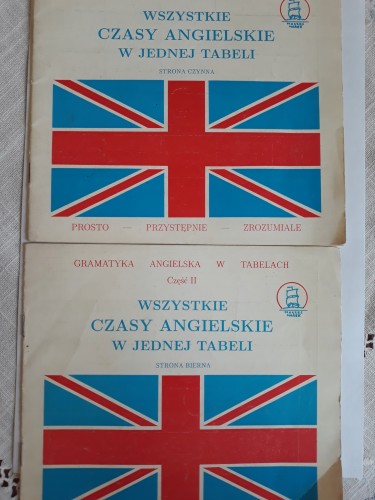 WSZYSTKIE
CZASY ANGIELSKIE
W JEDNEJ TABELI
STRONA CZYNNA
PROSTO — PRZYSTĘPNIE — ZROZUMIALE
GRAMATYKA ANGIELSKA W TABELACH
Część II
WSZYSTKIE
CZASY ANGIELSKIE
W JEDNEJ TABELI
STRONA BIERNA